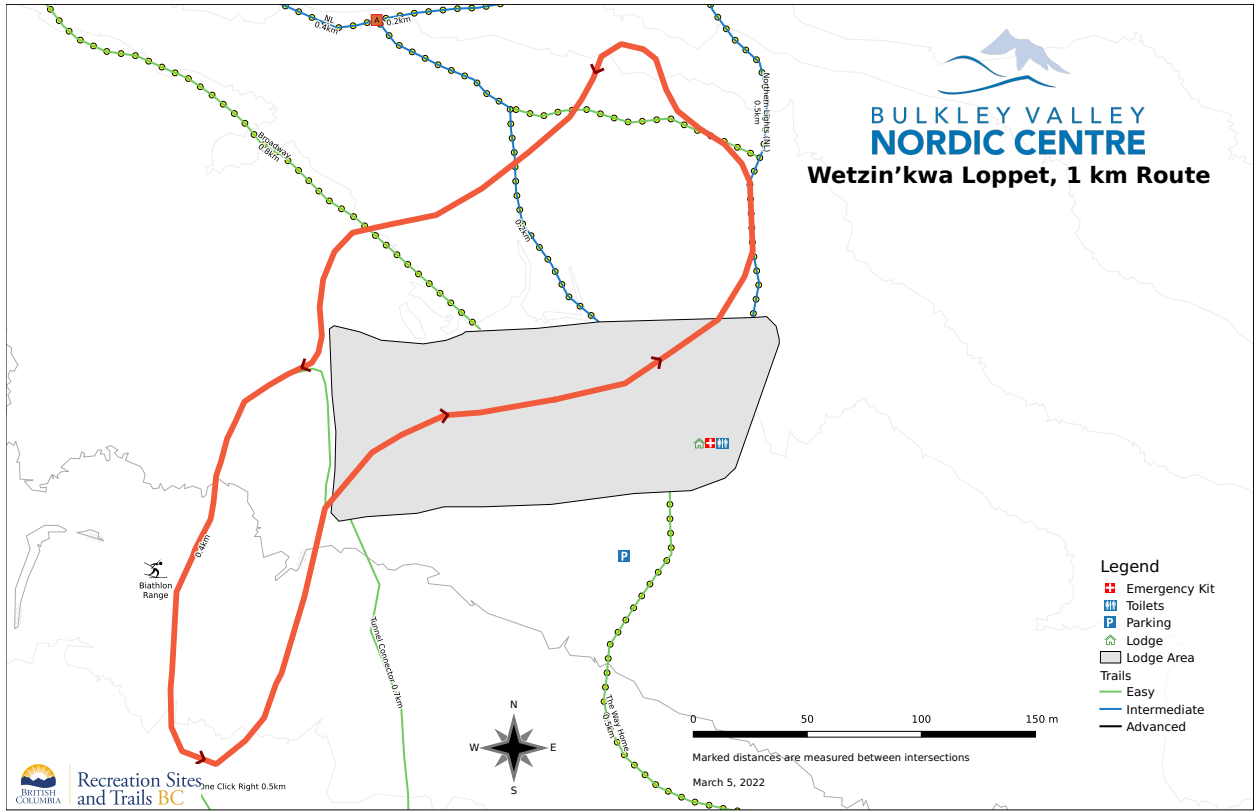 NL
0.4km
A
0.2km
Northern Lights (NL)
0.5km
BULKLEY VALLEY
NORDIC CENTRE
Wetzin’kwa Loppet, 1 km Route
Broadway
0.8km
0.2km
0.4km
Biathlon
Range
P
Tunnel Connector 0.7km
The Way Home
0.5km
Legend
Emergency Kit
Toilets
P Parking
Lodge
Lodge Area
Trails
Easy
Intermediate
Advanced
N
W E
S
0 50 100 150 m
Marked distances are measured between intersections
March 5, 2022
BRITISH
COLUMBIA
Recreation Sites
and Trails BC
One Click Right 0.5km